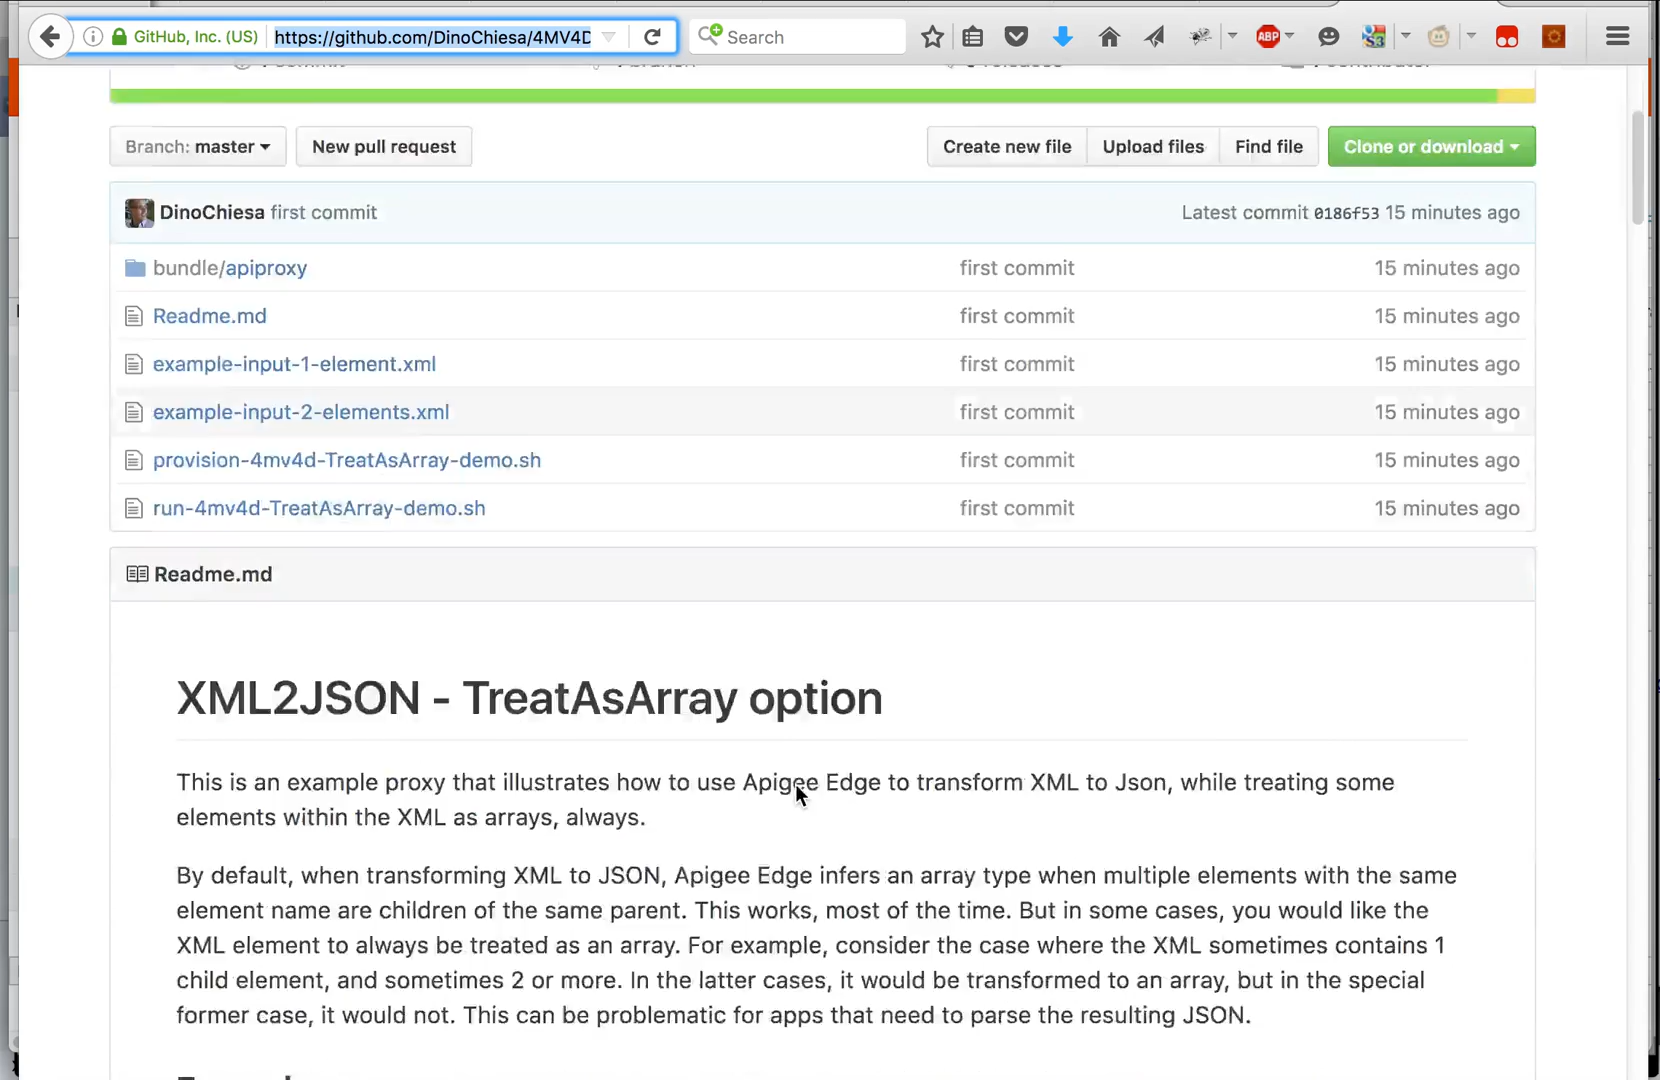 GitHub, Inc. (US) https://github.com/DinoChiesa/4MV4D Search ABP
Branch: master New pull request Create new file Upload files Find file Clone or download
DinoChiesa first commit Latest commit 0186f53 15 minutes ago
bundle/apiproxy first commit 15 minutes ago
Readme.md first commit 15 minutes ago
example-input-1-element.xml first commit 15 minutes ago
example-input-2-elements.xml first commit 15 minutes ago
provision-4mv4d-TreatAsArray-demo.sh first commit 15 minutes ago
run-4mv4d-TreatAsArray-demo.sh first commit 15 minutes ago
Readme.md
XML2JSON - TreatAsArray option
This is an example proxy that illustrates how to use Apigee Edge to transform XML to Json, while treating some
elements within the XML as arrays, always.
By default, when transforming XML to JSON, Apigee Edge infers an array type when multiple elements with the same
element name are children of the same parent. This works, most of the time. But in some cases, you would like the
XML element to always be treated as an array. For example, consider the case where the XML sometimes contains 1
child element, and sometimes 2 or more. In the latter cases, it would be transformed to an array, but in the special
former case, it would not. This can be problematic for apps that need to parse the resulting JSON.